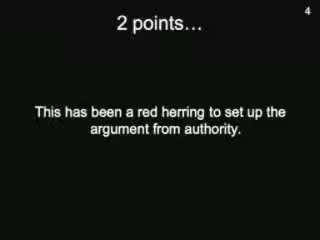 4
2 points…
This has been a red herring to set up the
argument from authority.